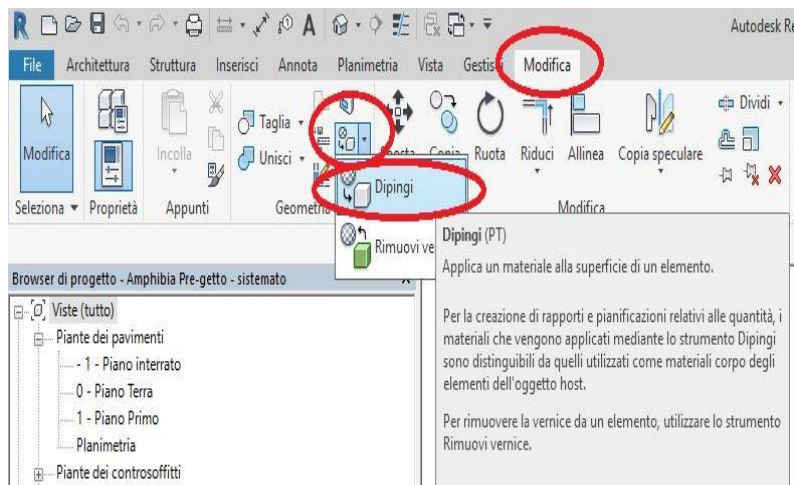 Autodesk Re
File Architettura Struttura Inserisci Annota Planimetria Vista Gestisci Modifica
Taglia
Dividi
Modifica Incolla Unisci Copia Ruota Riduci Allinea Copia speculare
Seleziona Proprietà Appunti Geometria Modifica
Dipingi
Rimuovi ve
Dipingi (PT)
Applica un materiale alla superficie di un elemento.
Per la creazione di rapporti e pianificazioni relativi alle quantità, i
materiali che vengono applicati mediante lo strumento Dipingi
sono distinguibili da quelli utilizzati come materiali corpo degli
elementi dell'oggetto host.
Per rimuovere la vernice da un elemento, utilizzare lo strumento
Rimuovi vernice.
Browser di progetto - Amphibia Pre-getto - sistemato
Viste (tutto)
Piante dei pavimenti
- 1 - Piano interrato
0 - Piano Terra
1 - Piano Primo
Planimetria
Piante dei controsoffitti